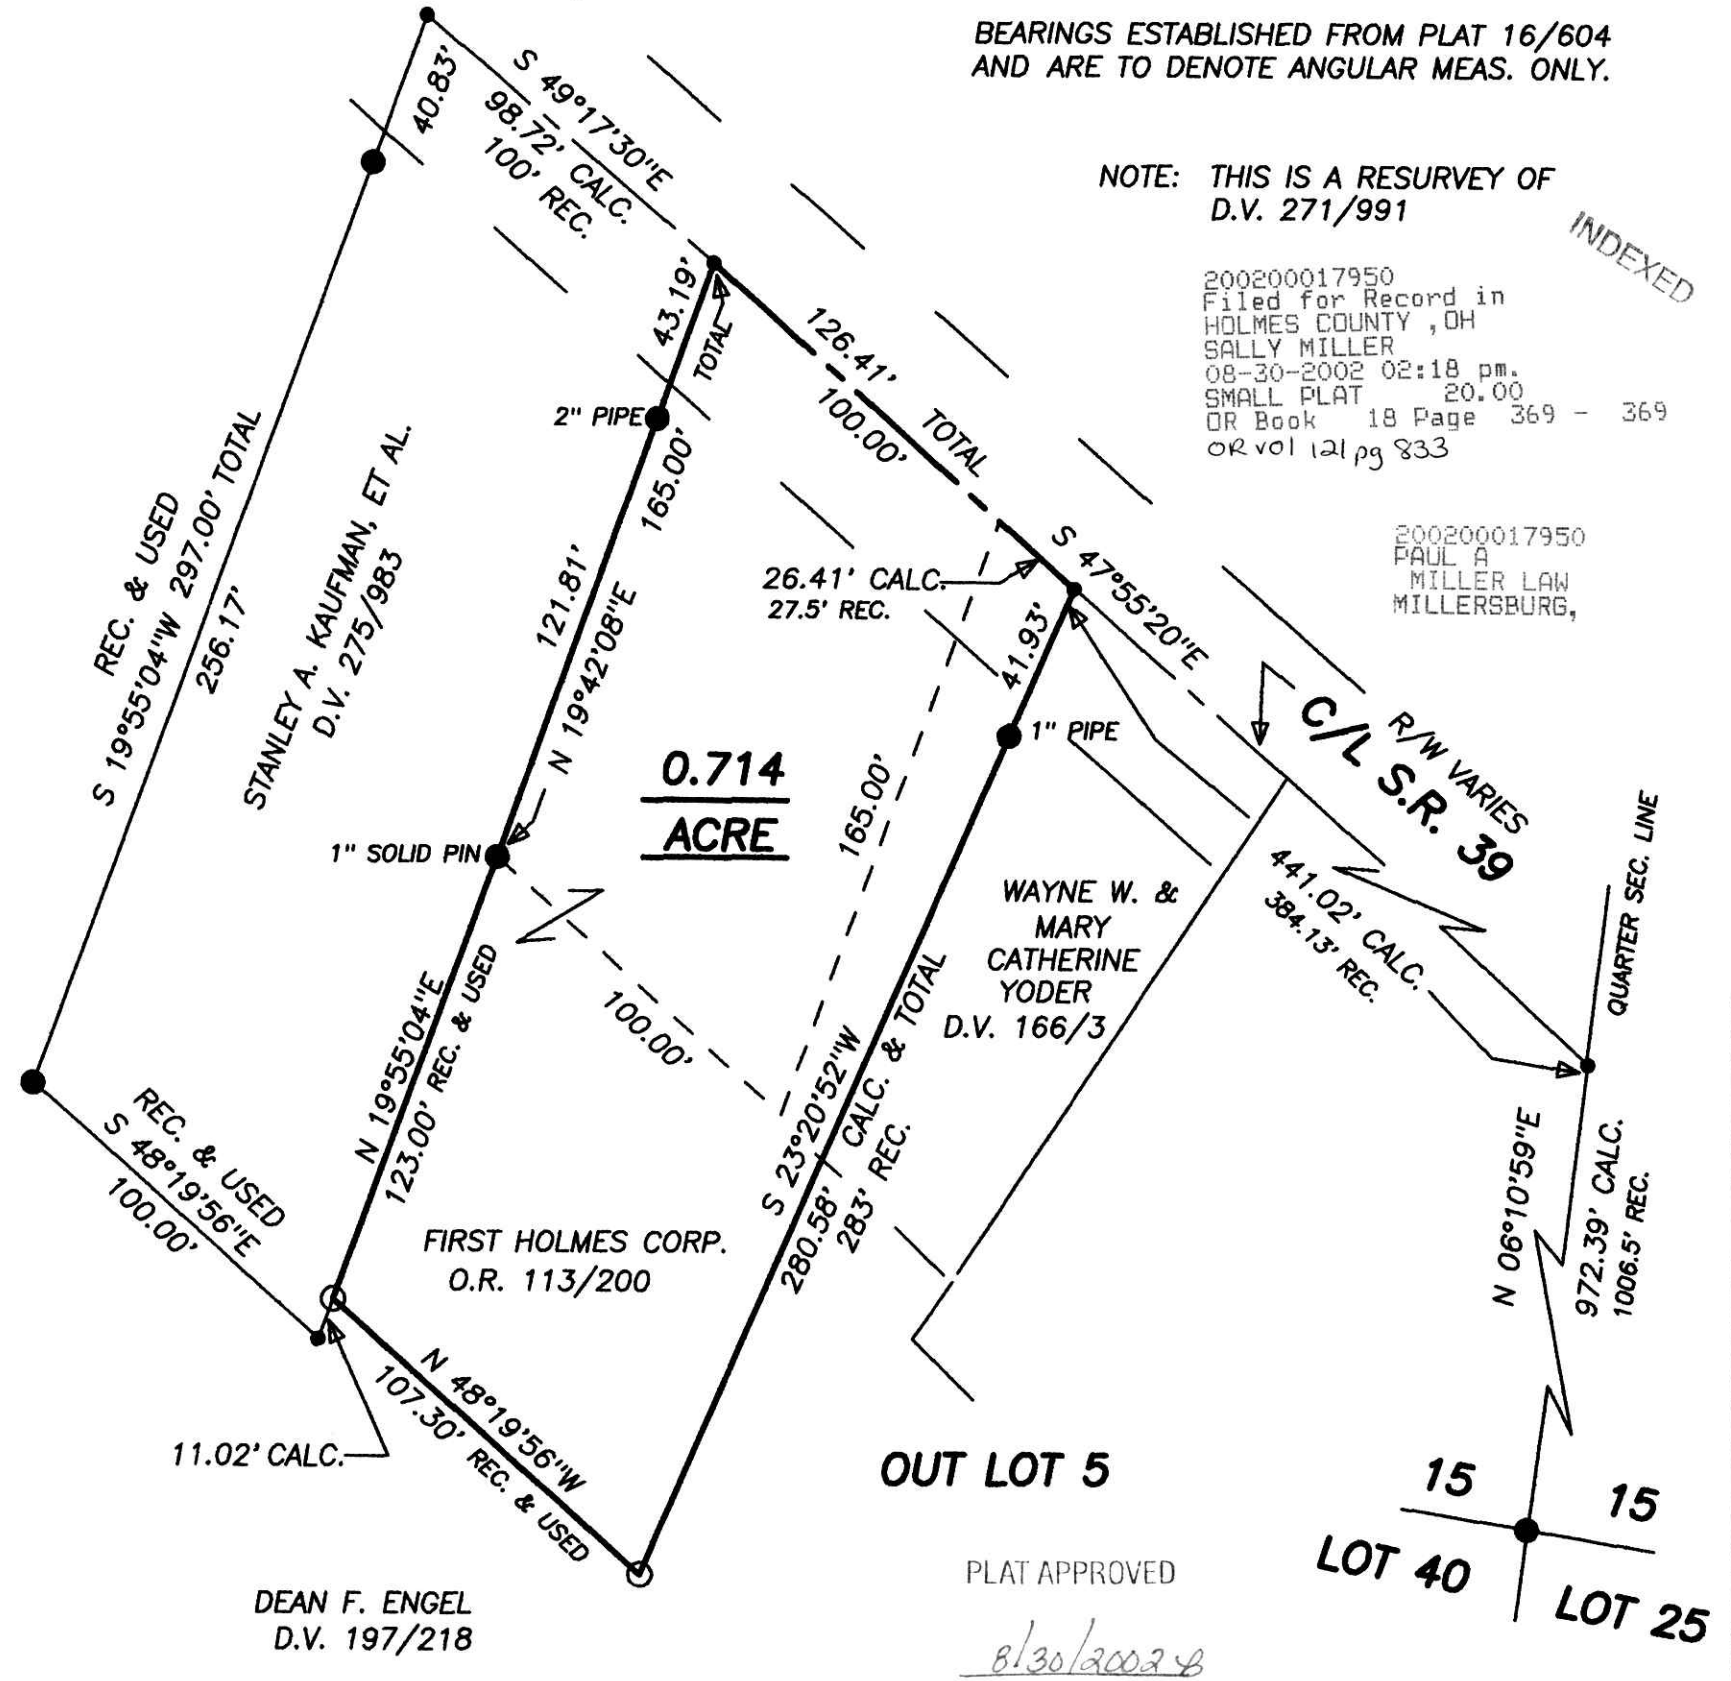 BEARINGS ESTABLISHED FROM PLAT 16/604
AND ARE TO DENOTE ANGULAR MEAS. ONLY.
NOTE: THIS IS A RESURVEY OF
D.V. 271/991
INDEXED
200200017950
Filed for Record in
HOLMES COUNTY , OH
SALLY MILLER
08-30-2002 02:18 pm.
SMALL PLAT 20.00
OR Book 18 Page 369 - 369
OR vol 121 pg 833
200200017950
PAUL A
MILLER LAW
MILLERSBURG,
40.83'
S 49°17'30"E
98.72' CALC.
100' REC.
43.19'
TOTAL
126.41'
TOTAL
100.00'
2" PIPE
165.00'
REC. & USED
S 19°55'04"W 297.00' TOTAL
256.17'
STANLEY A. KAUFMAN, ET AL.
D.V. 275/983
121.81'
N 19°42'08"E
26.41' CALC.
27.5' REC.
S 47°55'20"E
41.93'
1" PIPE
C/L S.R. 39
R/W VARIES
0.714
ACRE
165.00'
1" SOLID PIN
100.00'
WAYNE W. &
MARY
CATHERINE
YODER
D.V. 166/3
441.02' CALC.
384.13' REC.
QUARTER SEC. LINE
N 19°55'04"E
123.00' REC. & USED
S 23°20'52"W
280.58' CALC. & TOTAL
283' REC.
REC. & USED
S 48°19'56"E
100.00'
FIRST HOLMES CORP.
O.R. 113/200
N 06°10'59"E
972.39' CALC.
1006.5' REC.
N 48°19'56"W
107.30' REC. & USED
11.02' CALC.
OUT LOT 5
15
15
LOT 40
LOT 25
DEAN F. ENGEL
D.V. 197/218
PLAT APPROVED
8/30/2002